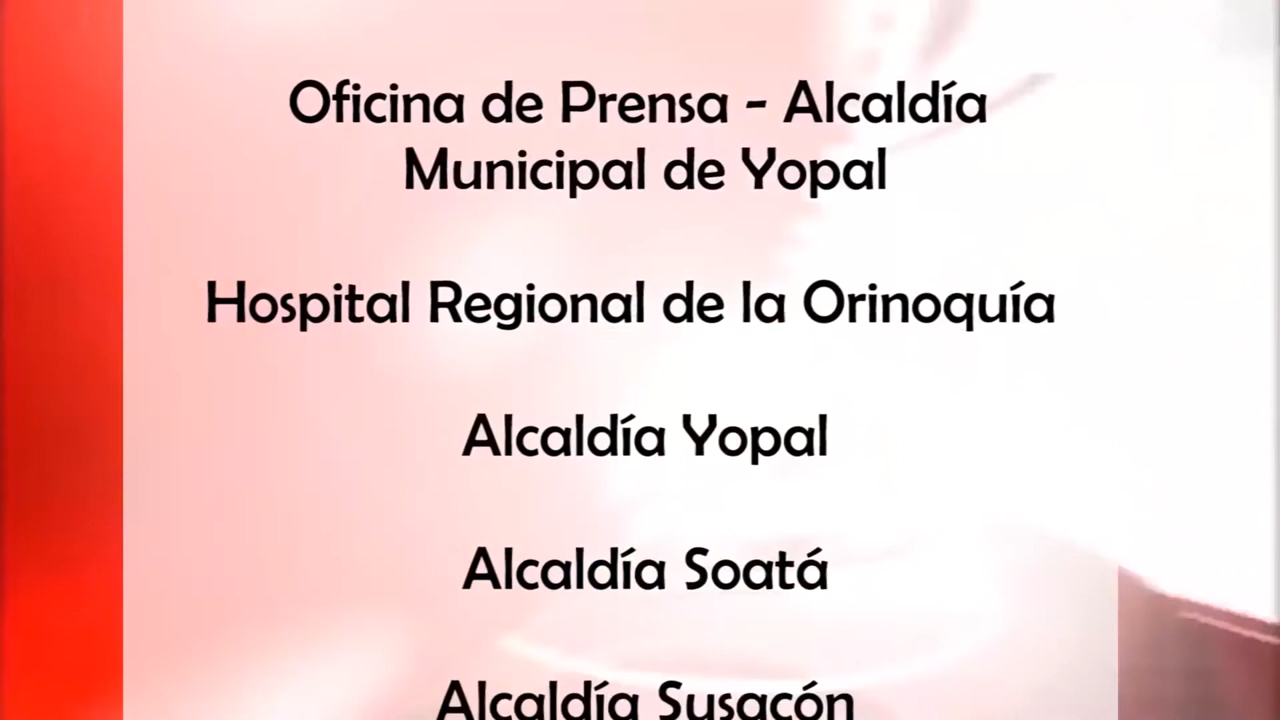 Oficina de Prensa - Alcaldía
Municipal de Yopal
Hospital Regional de la Orinoquía
Alcaldía Yopal
Alcaldía Soatá
Alcaldía Susacón